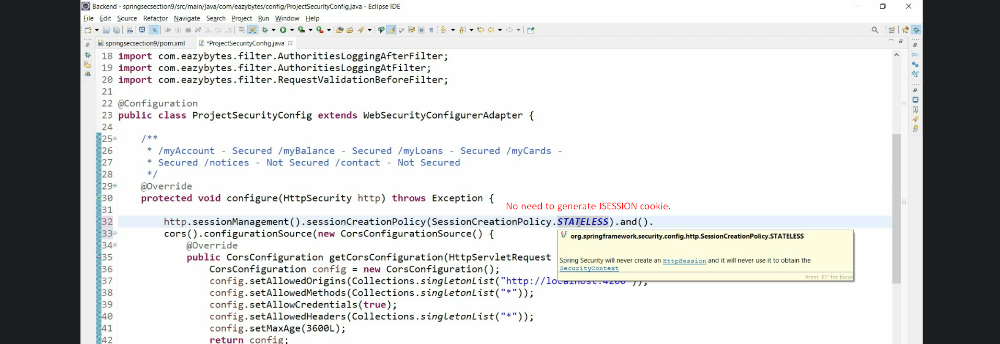 Backend - springsecsection9/src/main/java/com/eazybytes/config/ProjectSecurityConfig.java - Eclipse IDE
File Edit Source Refactor Navigate Search Project Run Window Help
springsecsection9/pom.xml *ProjectSecurityConfig.java
18 import com.eazybytes.filter.AuthoritiesLoggingAfterFilter;
19 import com.eazybytes.filter.AuthoritiesLoggingAtFilter;
20 import com.eazybytes.filter.RequestValidationBeforeFilter;
21
22 @Configuration
23 public class ProjectSecurityConfig extends WebSecurityConfigurerAdapter {
24
25 /**
26 * /myAccount - Secured /myBalance - Secured /myLoans - Secured /myCards -
27 * Secured /notices - Not Secured /contact - Not Secured
28 */
29 @Override
30 protected void configure(HttpSecurity http) throws Exception {
No need to generate JSESSION cookie.
31
32 http.sessionManagement().sessionCreationPolicy(SessionCreationPolicy.STATELESS).and().
33 cors().configurationSource(new CorsConfigurationSource() {
org.springframework.security.config.http.SessionCreationPolicy.STATELESS
34 @Override
35 public CorsConfiguration getCorsConfiguration(HttpServletRequest
Spring Security will never create an HttpSession and it will never use it to obtain the
SecurityContext
Press 'F2' for focus
36 CorsConfiguration config = new CorsConfiguration();
37 config.setAllowedOrigins(Collections.singletonList("http://localhost:4200"));
38 config.setAllowedMethods(Collections.singletonList("*"));
39 config.setAllowCredentials(true);
40 config.setAllowedHeaders(Collections.singletonList("*"));
41 config.setMaxAge(3600L);
42 return config;